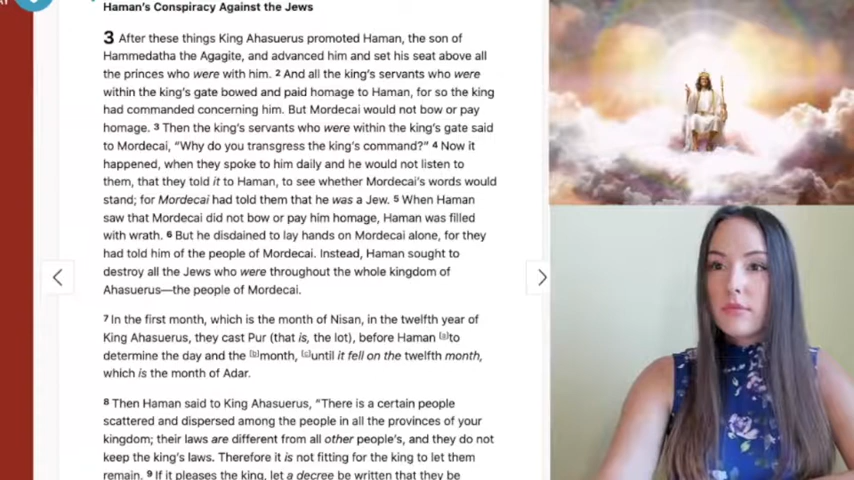 Haman's Conspiracy Against the Jews
3 After these things King Ahasuerus promoted Haman, the son of
Hammedatha the Agagite, and advanced him and set his seat above all
the princes who were with him. 2 And all the king's servants who were
within the king's gate bowed and paid homage to Haman, for so the king
had commanded concerning him. But Mordecai would not bow or pay
homage. 3 Then the king's servants who were within the king's gate said
to Mordecai, “Why do you transgress the king's command?” 4 Now it
happened, when they spoke to him daily and he would not listen to
them, that they told it to Haman, to see whether Mordecai's words would
stand; for Mordecai had told them that he was a Jew. 5 When Haman
saw that Mordecai did not bow or pay him homage, Haman was filled
with wrath. 6 But he disdained to lay hands on Mordecai alone, for they
had told him of the people of Mordecai. Instead, Haman sought to
destroy all the Jews who were throughout the whole kingdom of
Ahasuerus—the people of Mordecai.
7 In the first month, which is the month of Nisan, in the twelfth year of
King Ahasuerus, they cast Pur (that is, the lot), before Haman [a]to
determine the day and the [b]month, [c]until it fell on the twelfth month,
which is the month of Adar.
8 Then Haman said to King Ahasuerus, “There is a certain people
scattered and dispersed among the people in all the provinces of your
kingdom; their laws are different from all other people's, and they do not
keep the king's laws. Therefore it is not fitting for the king to let them
remain. 9 If it pleases the king, let a decree be written that they be